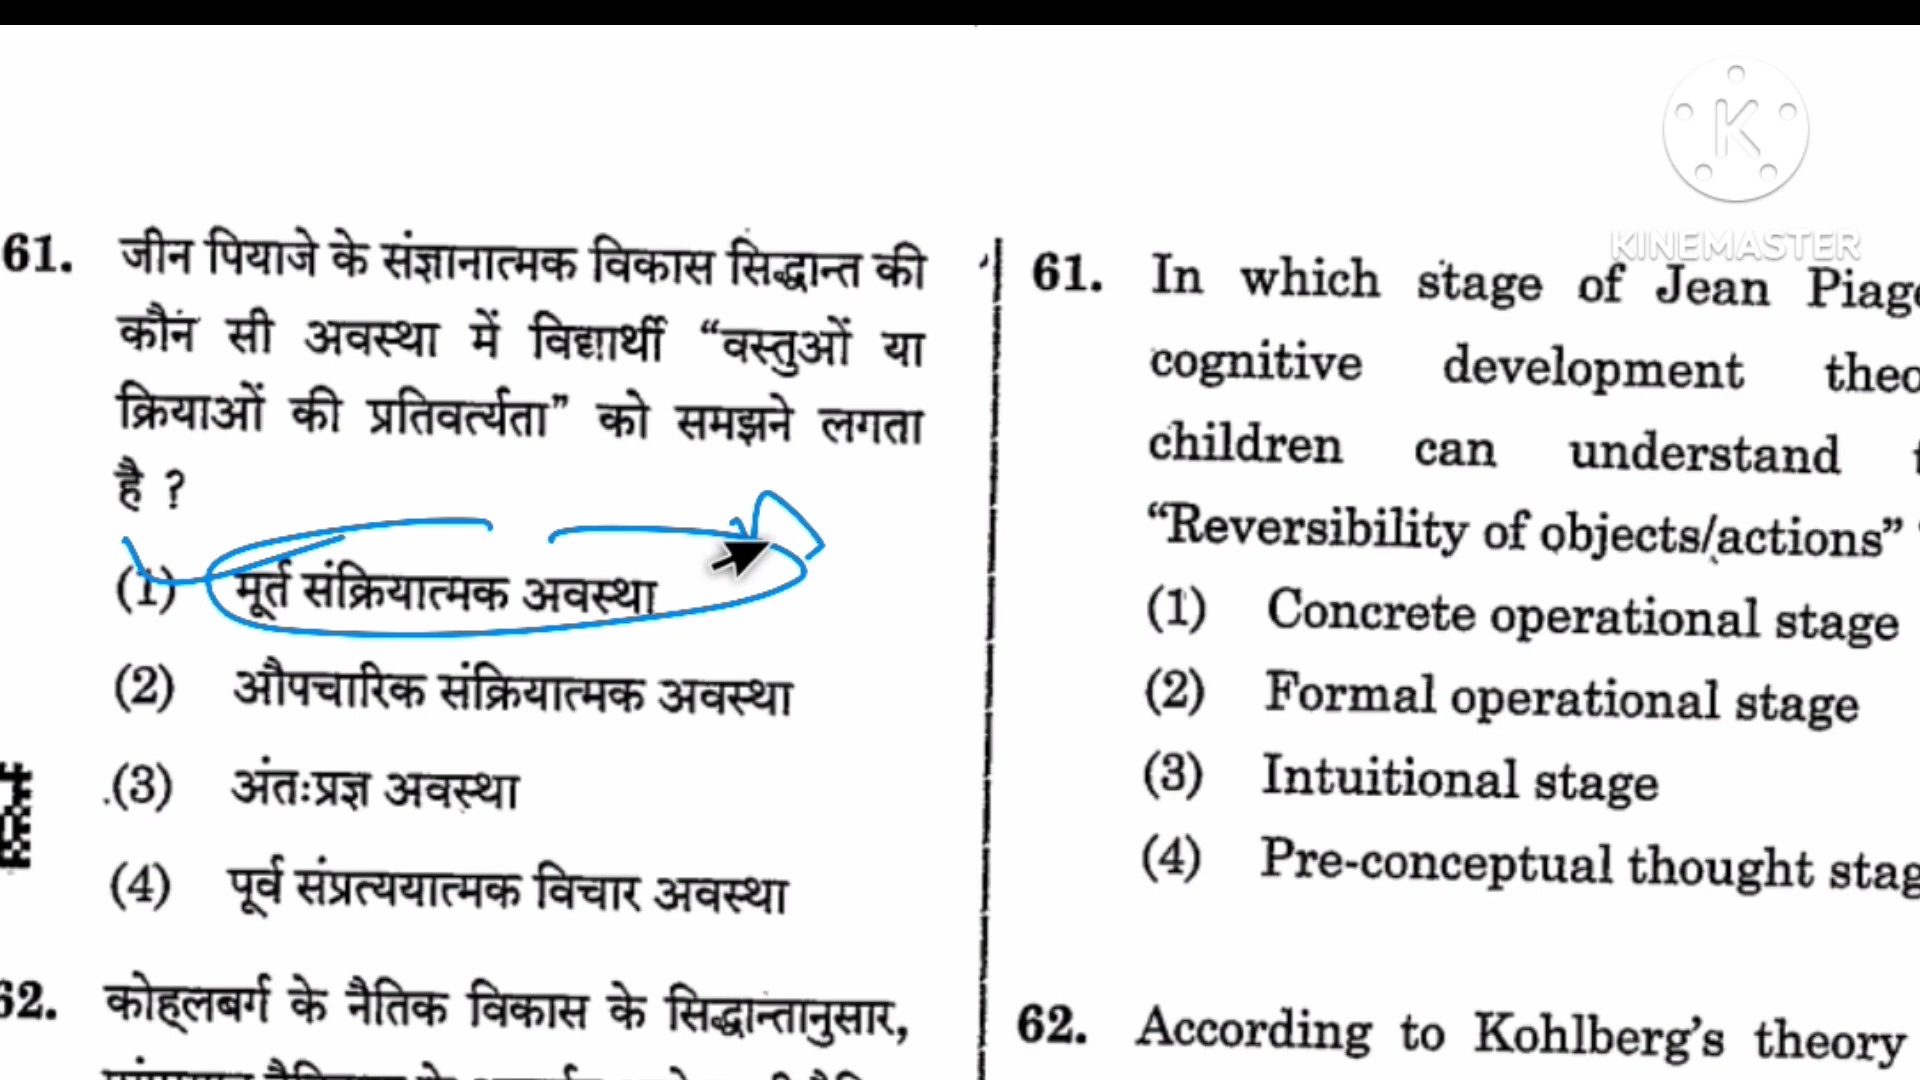 KINEMASTER
61. जीन पियाजे के संज्ञानात्मक विकास सिद्धान्त की
कौन सी अवस्था में विद्यार्थी “वस्तुओं या
क्रियाओं की प्रतिवर्त्यता” को समझने लगता
है ?
(1) मूर्त संक्रियात्मक अवस्था
(2) औपचारिक संक्रियात्मक अवस्था
(3) अंतःप्रज्ञ अवस्था
(4) पूर्व संप्रत्ययात्मक विचार अवस्था
62. कोह्लबर्ग के नैतिक विकास के सिद्धान्तानुसार,
61. In which stage of Jean
cognitive development
children can understand
“Reversibility of objects/actions”
(1) Concrete operational stage
(2) Formal operational stage
(3) Intuitional stage
(4) Pre-conceptual thought
62. According to Kohlberg’s theory